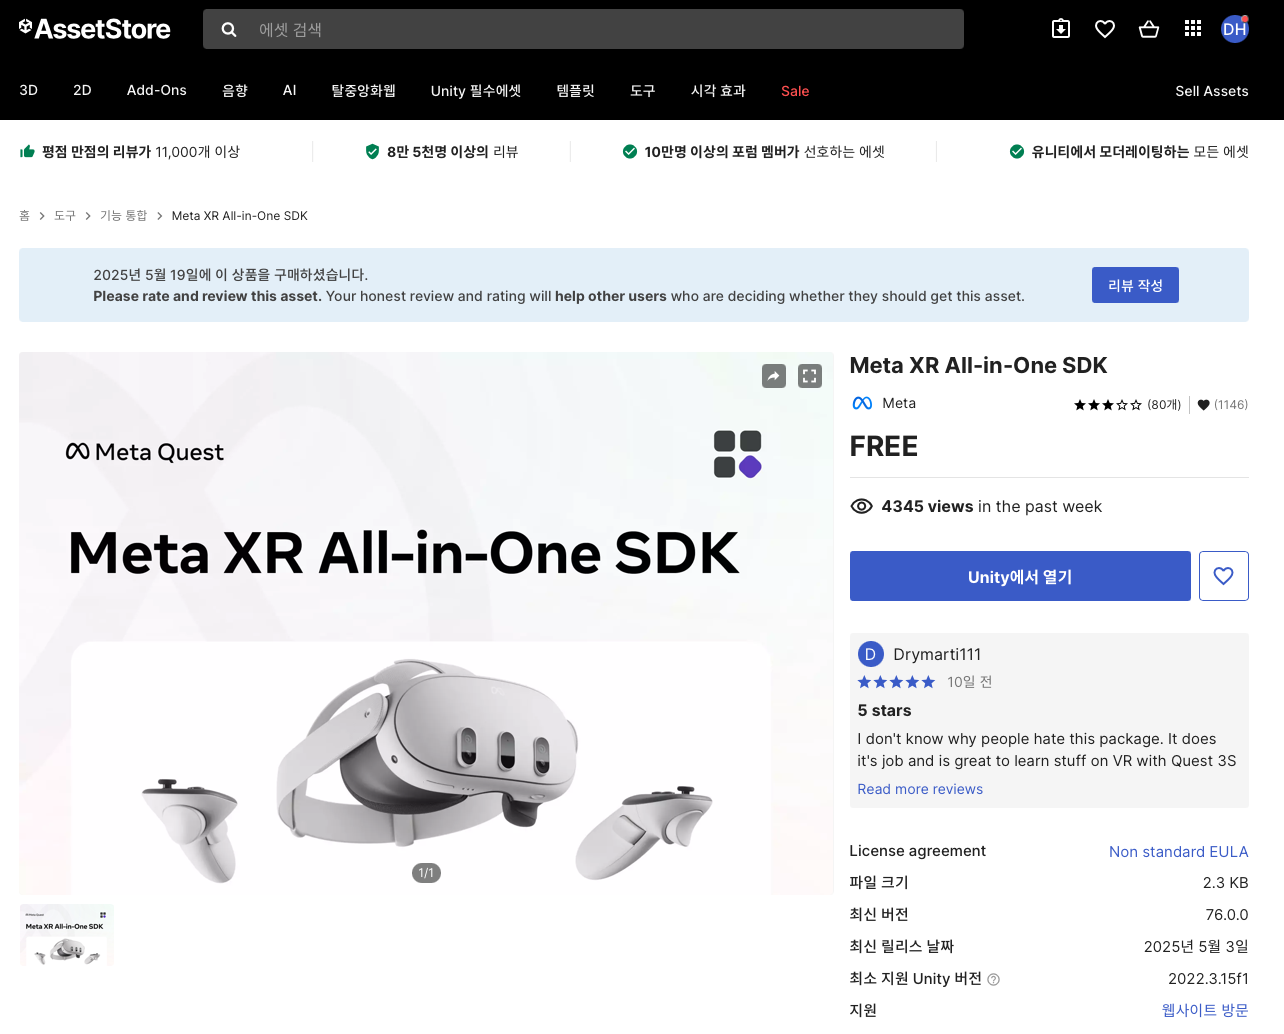 AssetStore
에셋 검색
DH
3D
2D
Add-Ons
음향
AI
탈중앙화웹
Unity 필수에셋
템플릿
도구
시각 효과
Sale
Sell Assets
평점 만점의 리뷰가 11,000개 이상
8만 5천명 이상의 리뷰
10만명 이상의 포럼 멤버가 선호하는 에셋
유니티에서 모더레이팅하는 모든 에셋
홈 > 도구 > 기능 통합 > Meta XR All-in-One SDK
2025년 5월 19일에 이 상품을 구매하셨습니다.
Please rate and review this asset. Your honest review and rating will help other users who are deciding whether they should get this asset.
리뷰 작성
Meta Quest
Meta XR All-in-One SDK
1/1
Meta XR All-in-One SDK
Meta XR All-in-One SDK
Meta
(80개)
(1146)
FREE
4345 views in the past week
Unity에서 열기
D
Drymarti111
10일 전
5 stars
I don't know why people hate this package. It does
it's job and is great to learn stuff on VR with Quest 3S
Read more reviews
License agreement
Non standard EULA
파일 크기
2.3 KB
최신 버전
76.0.0
최신 릴리스 날짜
2025년 5월 3일
최소 지원 Unity 버전
2022.3.15f1
지원
웹사이트 방문